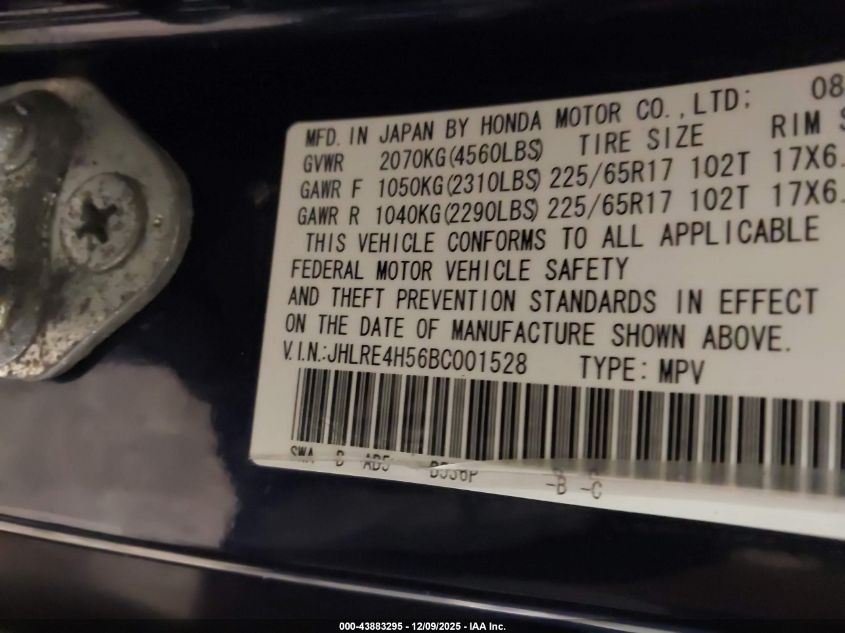 MFD. IN JAPAN BY HONDA MOTOR CO.,LTD; 08
GVWR 2070KG(4560LBS) TIRE SIZE RIM S
GAWR F 1050KG(2310LBS) 225/65R17 102T 17X6.
GAWR R 1040KG(2290LBS) 225/65R17 102T 17X6.
THIS VEHICLE CONFORMS TO ALL APPLICABLE
FEDERAL MOTOR VEHICLE SAFETY
AND THEFT PREVENTION STANDARDS IN EFFECT
ON THE DATE OF MANUFACTURE SHOWN ABOVE.
V.I.N.:JHLRE4H56BC001528 TYPE:MPV
SWA D AD5 B536P
-B -C
000-43883295 - 12/09/2025 - IAA Inc.